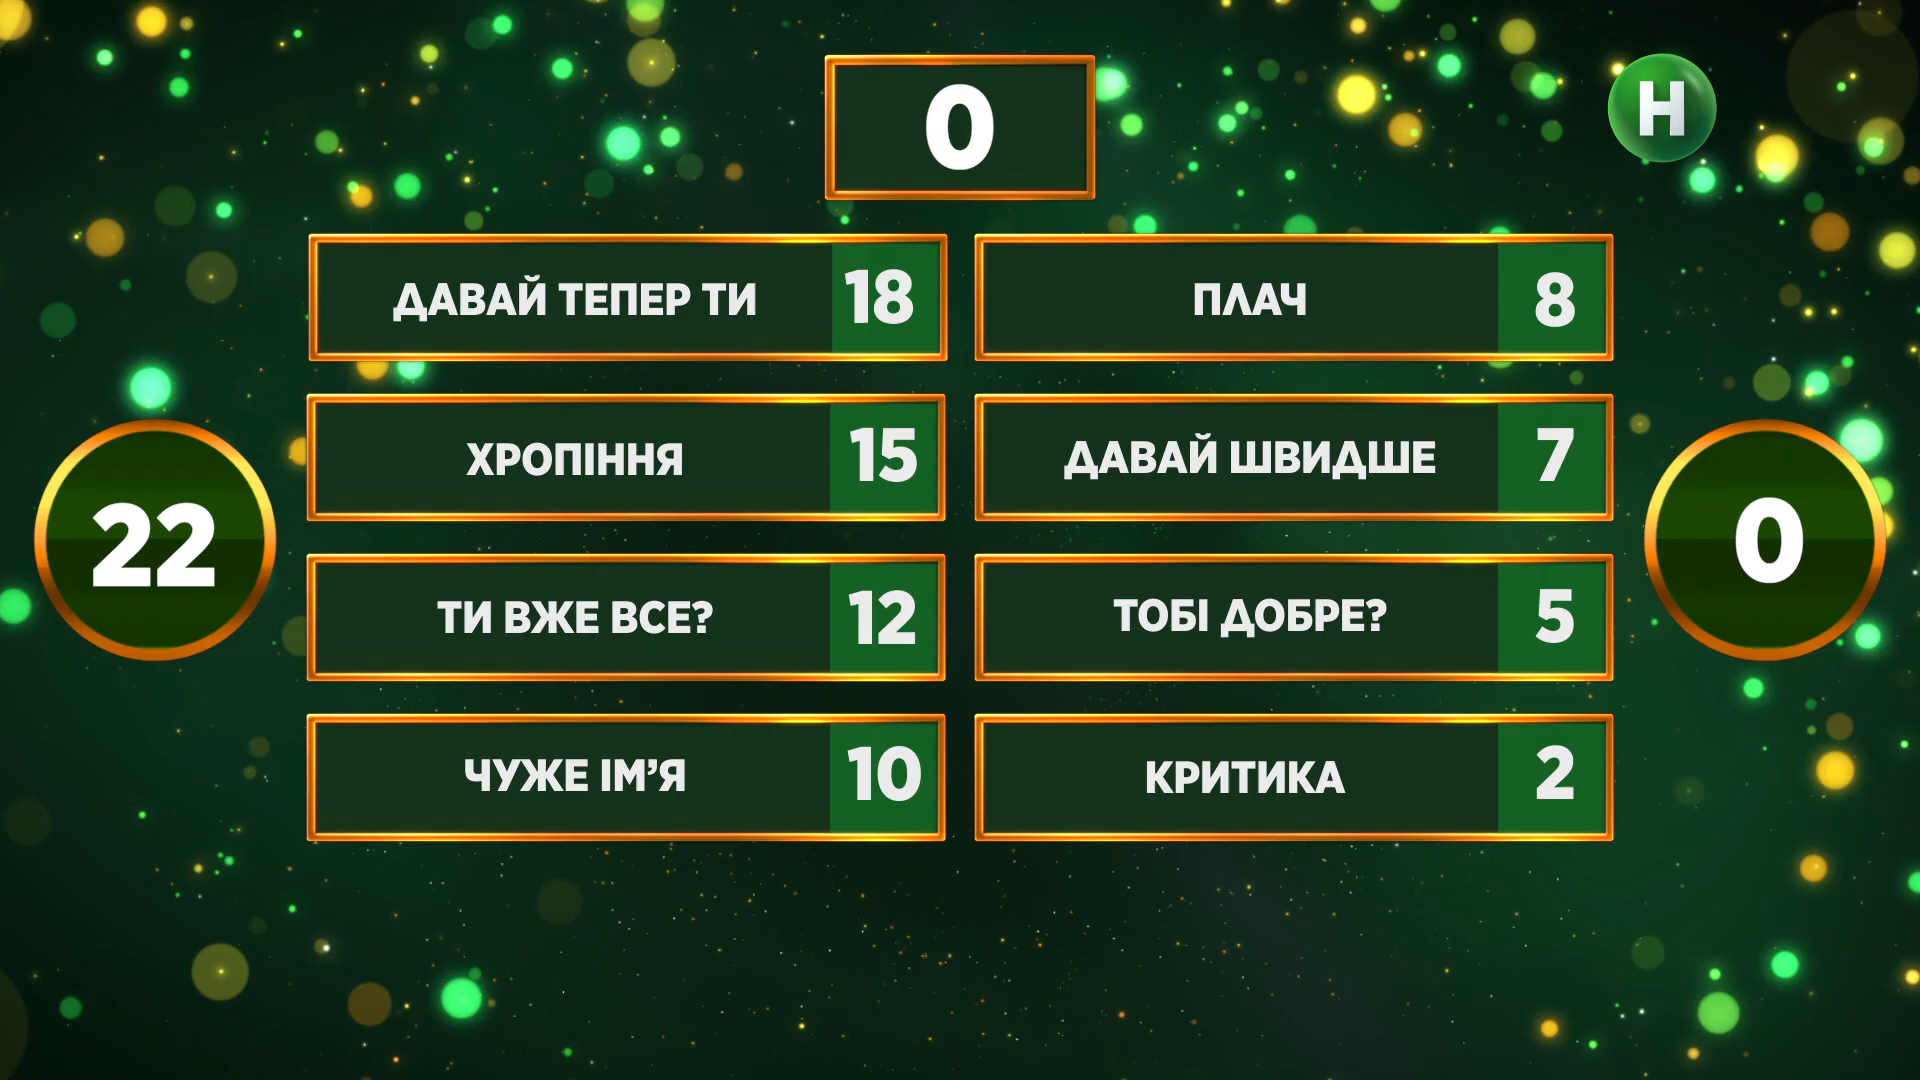 0
Н
ДАВАЙ ТЕПЕР ТИ 18
ХРОПІННЯ 15
ТИ ВЖЕ ВСЕ? 12
ЧУЖЕ ІМ’Я 10
ПЛАЧ 8
ДАВАЙ ШВИДШЕ 7
ТОБІ ДОБРЕ? 5
КРИТИКА 2
22
0